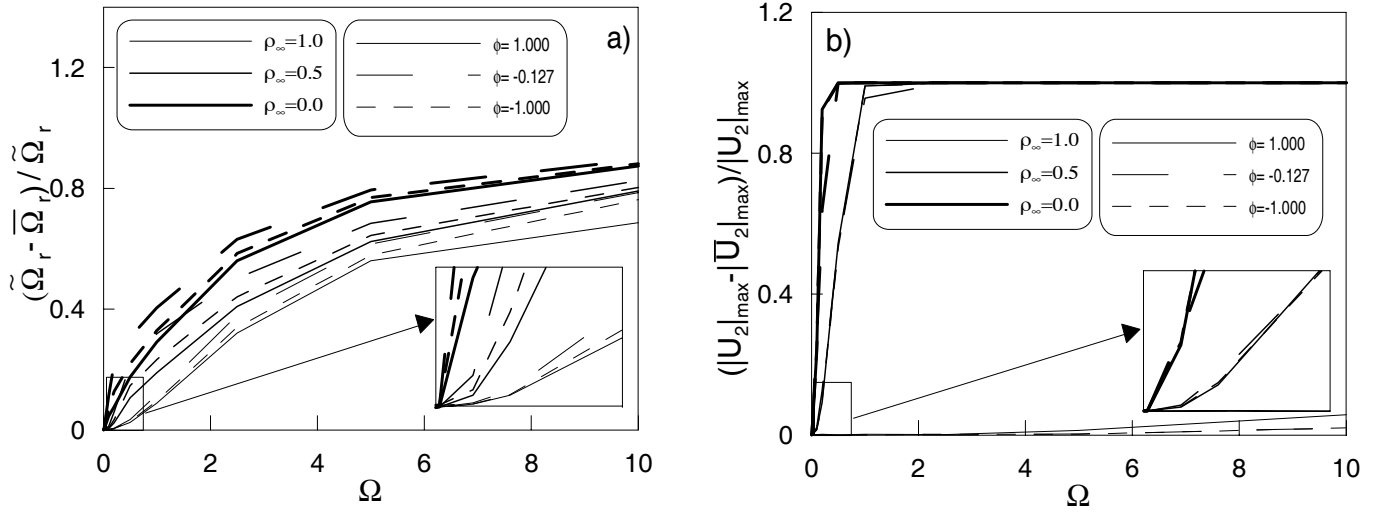 a)
ρ∞=1.0
ρ∞=0.5
ρ∞=0.0
ϕ= 1.000
ϕ= -0.127
ϕ=-1.000
1.2
0.8
0.4
0
(Ω̃r - Ω̅r) / Ω̃r
0 2 4 6 8 10
Ω
b)
1.2
0.8
0.4
0
(|U2|max-|U̅2|max)/|U2|max
ρ∞=1.0
ρ∞=0.5
ρ∞=0.0
ϕ= 1.000
ϕ= -0.127
ϕ=-1.000
0 2 4 6 8 10
Ω